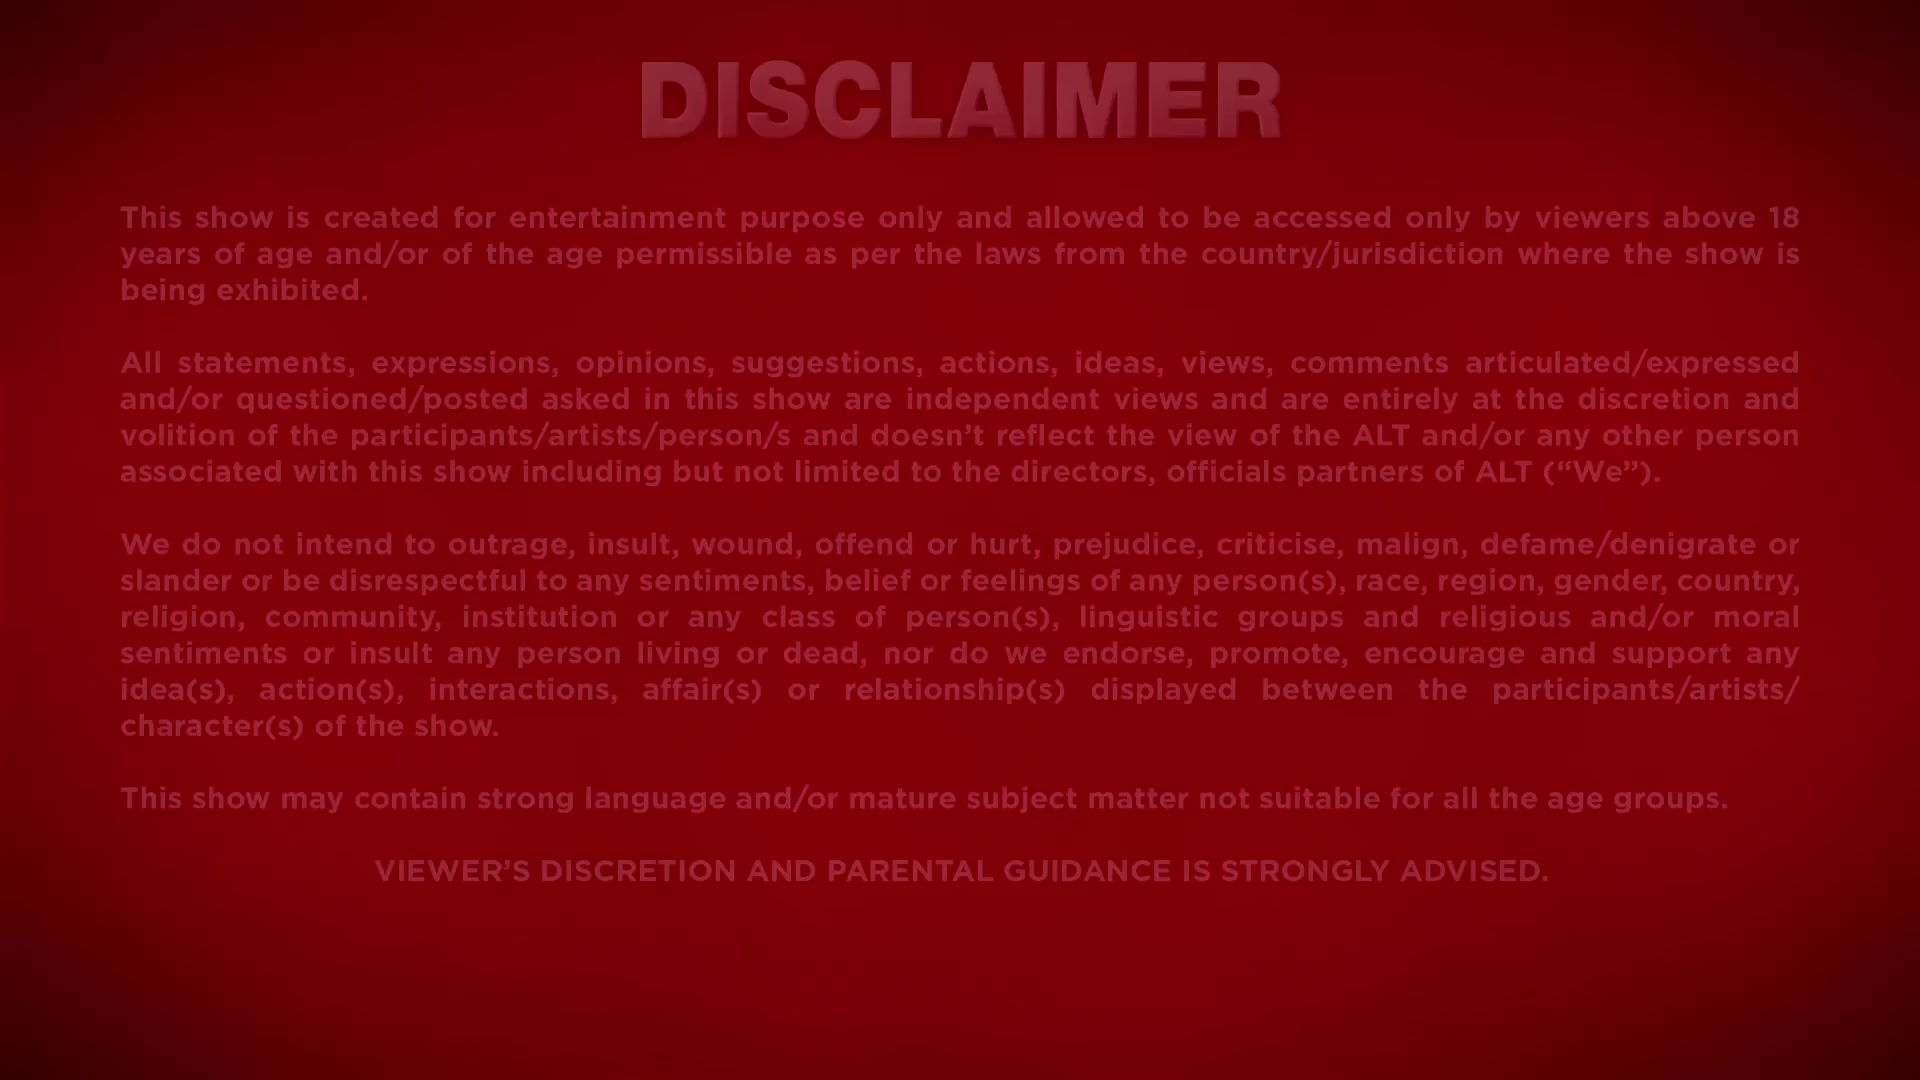 DISCLAIMER
This show is created for entertainment purpose only and allowed to be accessed only by viewers above 18
years of age and/or of the age permissible as per the laws from the country/jurisdiction where the show is
being exhibited.
All statements, expressions, opinions, suggestions, actions, ideas, views, comments articulated/expressed
and/or questioned/posted asked in this show are independent views and are entirely at the discretion and
volition of the participants/artists/person/s and doesn’t reflect the view of the ALT and/or any other person
associated with this show including but not limited to the directors, officials partners of ALT (“We”).
We do not intend to outrage, insult, wound, offend or hurt, prejudice, criticise, malign, defame/denigrate or
slander or be disrespectful to any sentiments, belief or feelings of any person(s), race, region, gender, country,
religion, community, institution or any class of person(s), linguistic groups and religious and/or moral
sentiments or insult any person living or dead, nor do we endorse, promote, encourage and support any
idea(s), action(s), interactions, affair(s) or relationship(s) displayed between the participants/artists/
character(s) of the show.
This show may contain strong language and/or mature subject matter not suitable for all the age groups.
VIEWER’S DISCRETION AND PARENTAL GUIDANCE IS STRONGLY ADVISED.